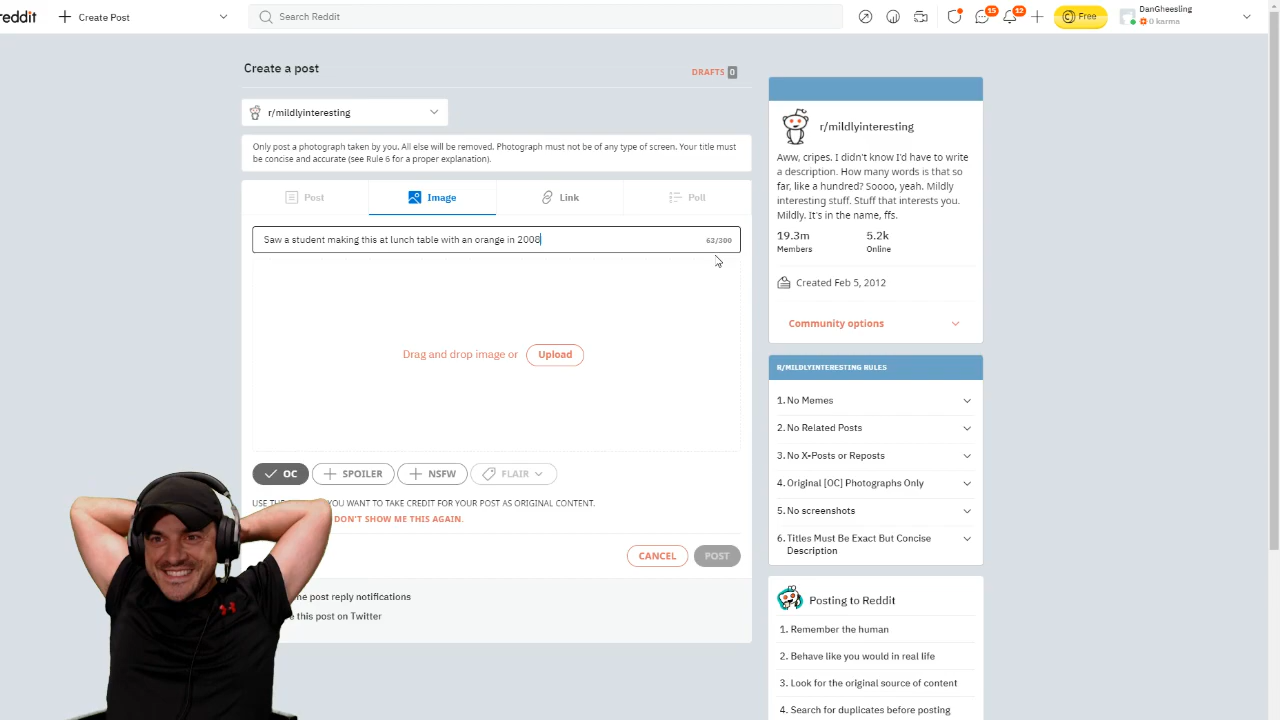 reddit
Create Post
Search Reddit
15
12
Free
DanGheesling
0 karma
Create a post
DRAFTS 0
r/mildlyinteresting
Only post a photograph taken by you. All else will be removed. Photograph must not be of any type of screen. Your title must
be concise and accurate (see Rule 6 for a proper explanation).
Post
Image
Link
Poll
Saw a student making this at lunch table with an orange in 2008
63/300
Drag and drop image or Upload
OC
SPOILER
NSFW
FLAIR
USE THE YOU WANT TO TAKE CREDIT FOR YOUR POST AS ORIGINAL CONTENT.
DON'T SHOW ME THIS AGAIN.
CANCEL
POST
me post reply notifications
this post on Twitter
r/mildlyinteresting
Aww, cripes. I didn't know I'd have to write
a description. How many words is that so
far, like a hundred? Soooo, yeah. Mildly
interesting stuff. Stuff that interests you.
Mildly. It's in the name, ffs.
19.3m
5.2k
Members
Online
Created Feb 5, 2012
Community options
R/MILDLYINTERESTING RULES
1. No Memes
2. No Related Posts
3. No X-Posts or Reposts
4. Original [OC] Photographs Only
5. No screenshots
6. Titles Must Be Exact But Concise
Description
Posting to Reddit
1. Remember the human
2. Behave like you would in real life
3. Look for the original source of content
4. Search for duplicates before posting